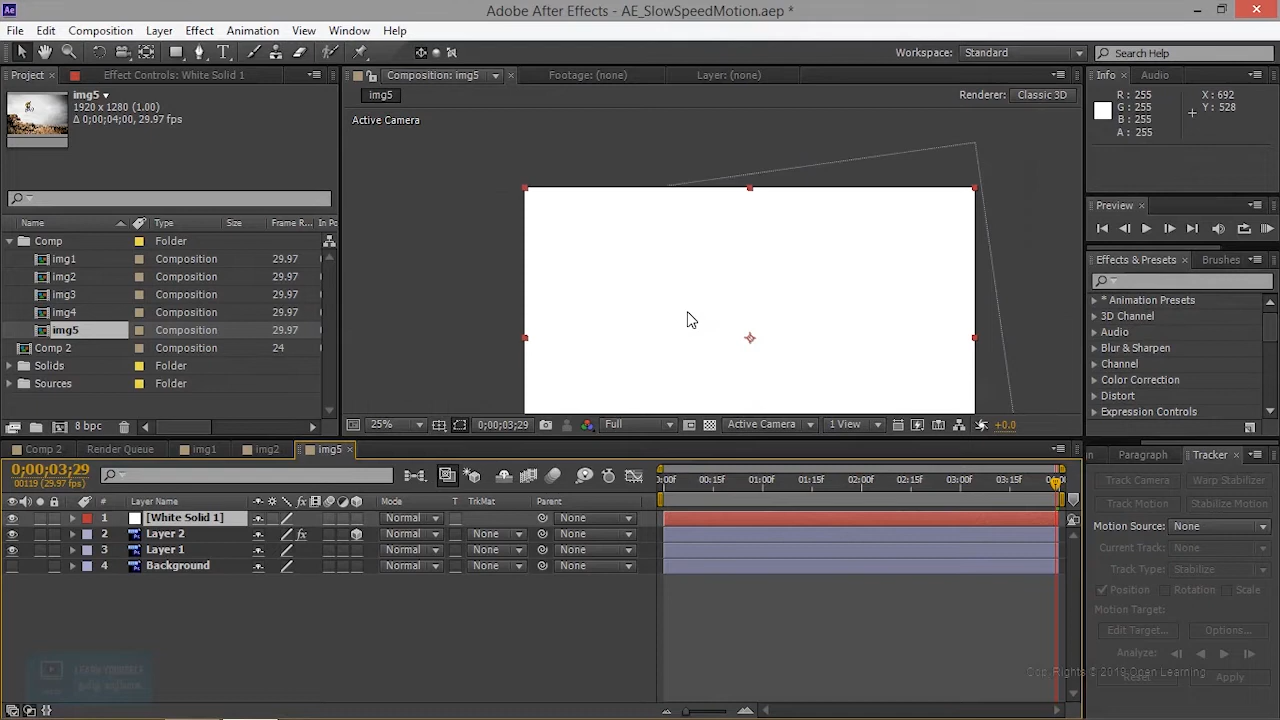 Adobe After Effects - AE_SlowSpeedMotion.aep *
File Edit Composition Layer Effect Animation View Window Help
Workspace: Standard Search Help
Project Effect Controls: White Solid 1 Composition: img5 Footage: (none) Layer: (none) Info Audio
img5
1920 x 1280 (1.00)
Δ 0;00;04;00, 29.97 fps
img5 Renderer: Classic 3D
Active Camera
R : 255 X : 692
G : 255 Y : 528
B : 255
A : 255
Preview
Effects & Presets Brushes
* Animation Presets
3D Channel
Audio
Blur & Sharpen
Channel
Color Correction
Distort
Expression Controls
Name Type Size Frame R... In Po
Comp Folder
img1 Composition 29.97
img2 Composition 29.97
img3 Composition 29.97
img4 Composition 29.97
img5 Composition 29.97
Comp 2 Composition 24
Solids Folder
Sources Folder
8 bpc
25% 0;00;03;29 Full Active Camera 1 View +0.0
Comp 2 Render Queue img1 img2 img5
0;00;03;29
00119 (29.97 fps)
:00f 00:15f 01:00f 01:15f 02:00f 02:15f 03:00f 03:15f
# Layer Name Mode T TrkMat Parent
1 [White Solid 1] Normal None
2 Layer 2 Normal None None
3 Layer 1 Normal None None
4 Background Normal None None
Paragraph Tracker
Track Camera Warp Stabilizer
Track Motion Stabilize Motion
Motion Source: None
Current Track: None
Track Type: Stabilize
Position Rotation Scale
Motion Target:
Edit Target... Options...
Analyze:
Reset Apply
Rights © 2019 Open Learning
LEARN YOURSELF